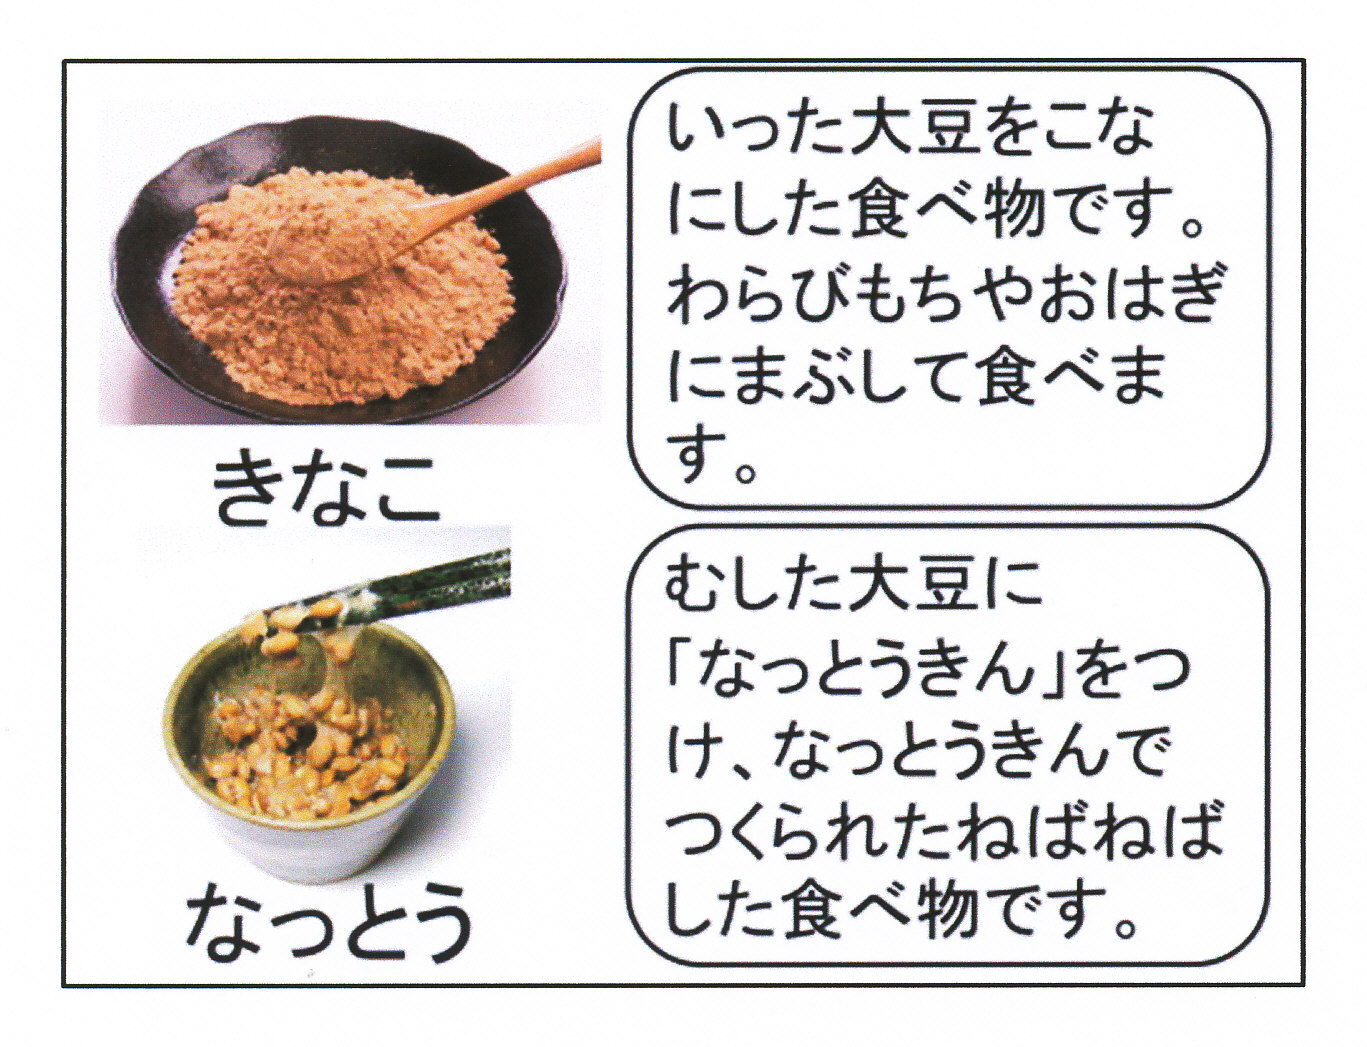 いった大豆をこな
にした食べ物です。
わらびもちやおはぎ
にまぶして食べま
す。
きなこ
むした大豆に
「なっとうきん」をつ
け、なっとうきんで
つくられたねばねば
した食べ物です。
なっとう